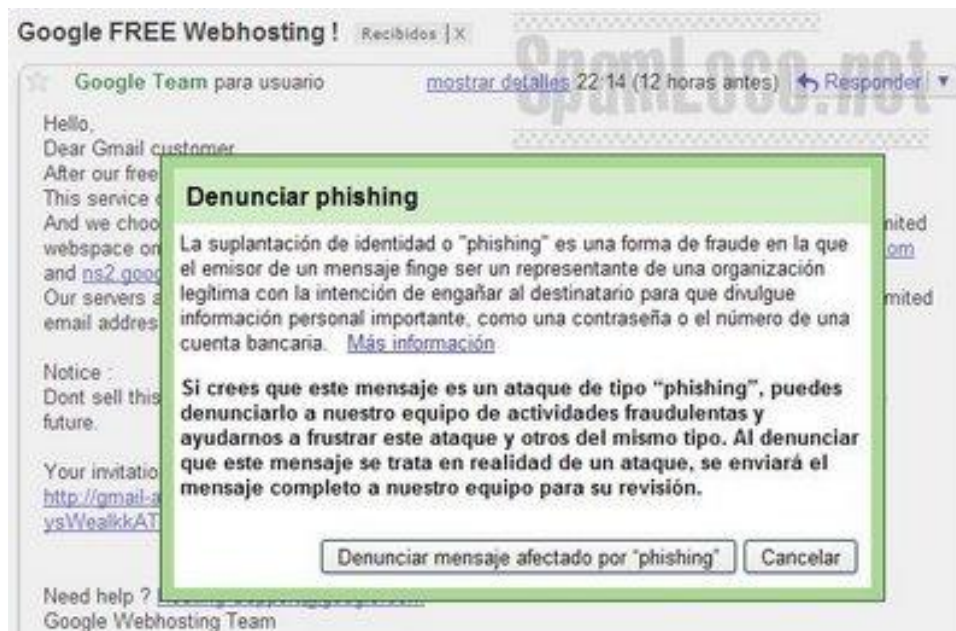 Google FREE Webhosting ! Recibidos | X
SpamLoco.net
Google Team para usuario mostrar detalles 22:14 (12 horas antes) Responder
Hello,
Dear Gmail customer
After our free
This service
And we choo
webspace on
and ns2.goog
Our servers a
email addres
Notice :
Dont sell this
future.
Your invitatio
http://gmail-a
ysWealkkAT
Need help ?
Google Webhosting Team
nited
om
mited
Denunciar phishing
La suplantación de identidad o "phishing" es una forma de fraude en la que
el emisor de un mensaje finge ser un representante de una organización
legítima con la intención de engañar al destinatario para que divulgue
información personal importante, como una contraseña o el número de una
cuenta bancaria. Más información
Si crees que este mensaje es un ataque de tipo “phishing”, puedes
denunciarlo a nuestro equipo de actividades fraudulentas y
ayudarnos a frustrar este ataque y otros del mismo tipo. Al denunciar
que este mensaje se trata en realidad de un ataque, se enviará el
mensaje completo a nuestro equipo para su revisión.
Denunciar mensaje afectado por “phishing” Cancelar